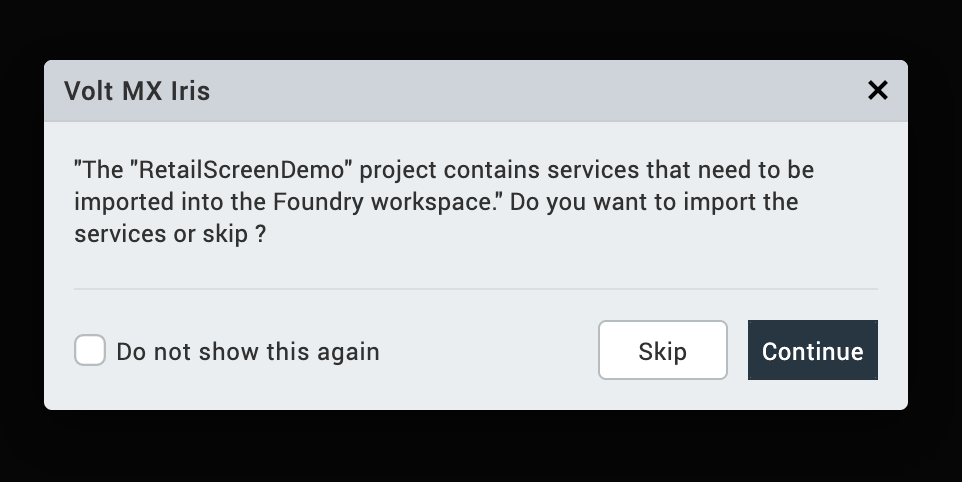 Volt MX Iris
"The "RetailScreenDemo" project contains services that need to be
imported into the Foundry workspace." Do you want to import the
services or skip ?
Do not show this again
Skip
Continue